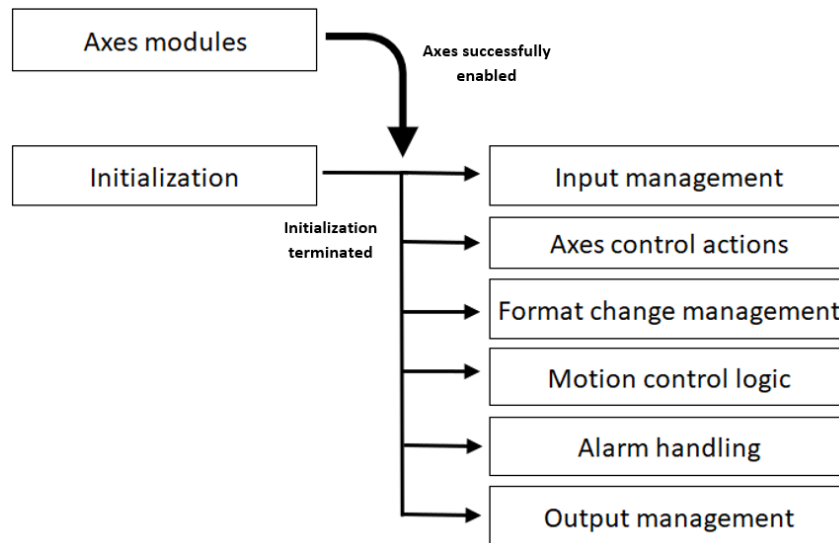 Axes modules
Axes successfully
enabled
Initialization
Initialization
terminated
Input management
Axes control actions
Format change management
Motion control logic
Alarm handling
Output management